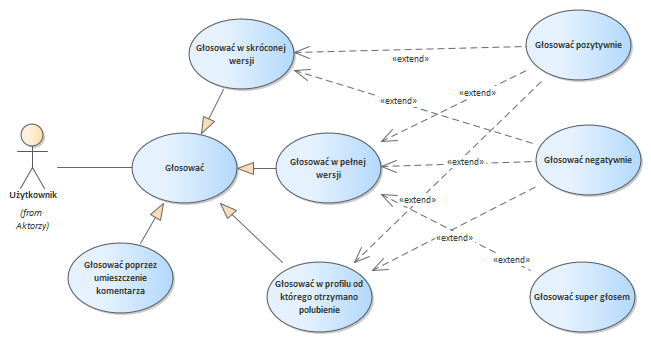 Głosować w skróconej
wersji
Głosować pozytywnie
«extend»
«extend»
«extend»
Użytkownik
(from
Aktorzy)
Głosować
Głosować w pełnej
wersji
«extend»
Głosować negatywnie
«extend»
«extend»
«extend»
Głosować poprzez
umieszczenie
komentarza
Głosować w profilu od
którego otrzymano
polubienie
Głosować super głosem